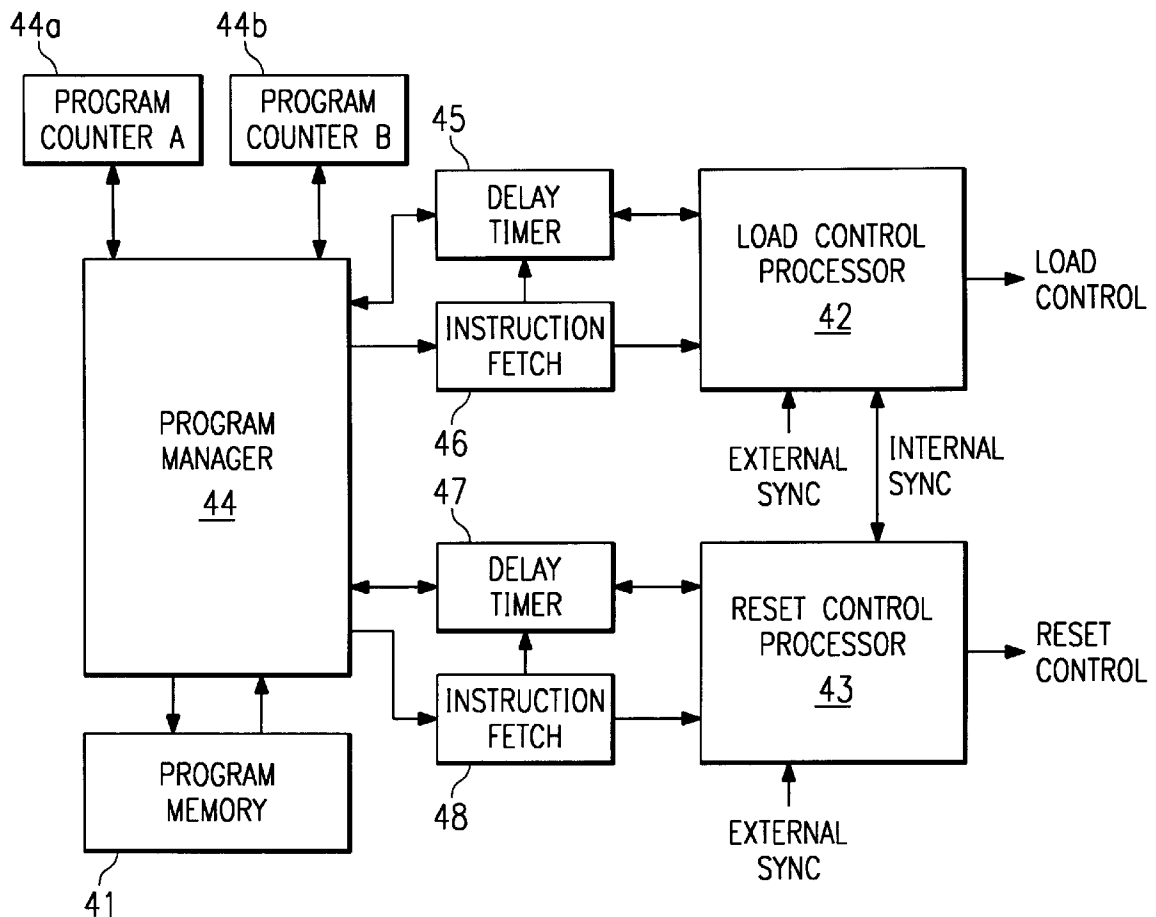 44a
44b
PROGRAM
COUNTER A
PROGRAM
COUNTER B
45
DELAY
TIMER
LOAD CONTROL
PROCESSOR
42
LOAD
CONTROL
INSTRUCTION
FETCH
46
PROGRAM
MANAGER
44
EXTERNAL
SYNC
INTERNAL
SYNC
47
DELAY
TIMER
RESET CONTROL
PROCESSOR
43
RESET
CONTROL
INSTRUCTION
FETCH
48
PROGRAM
MEMORY
41
EXTERNAL
SYNC